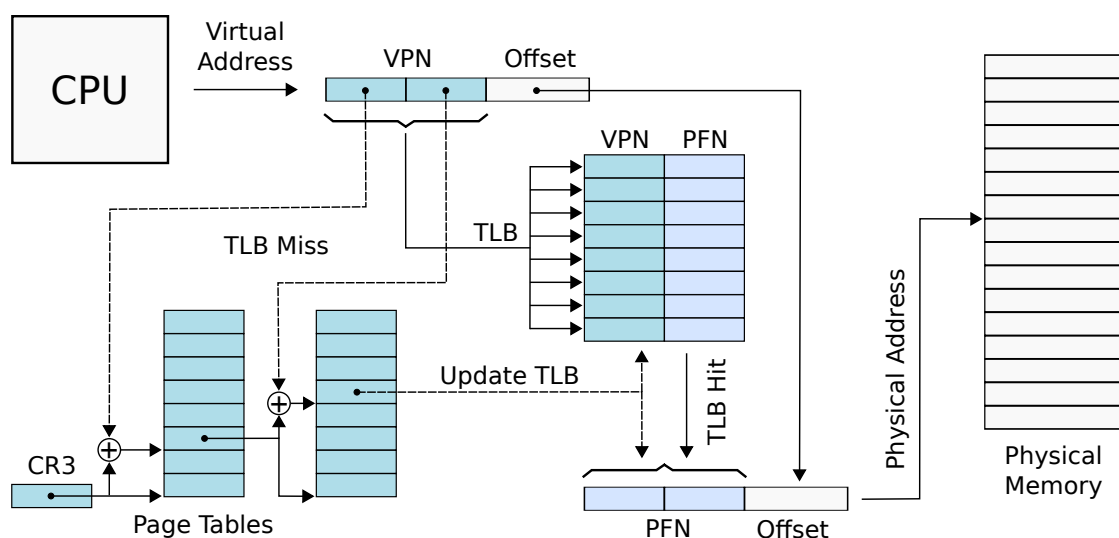 CPU
Virtual
Address
VPN
Offset
VPN
PFN
TLB
TLB Miss
Update TLB
TLB Hit
CR3
Page Tables
PFN
Offset
Physical Address
Physical
Memory